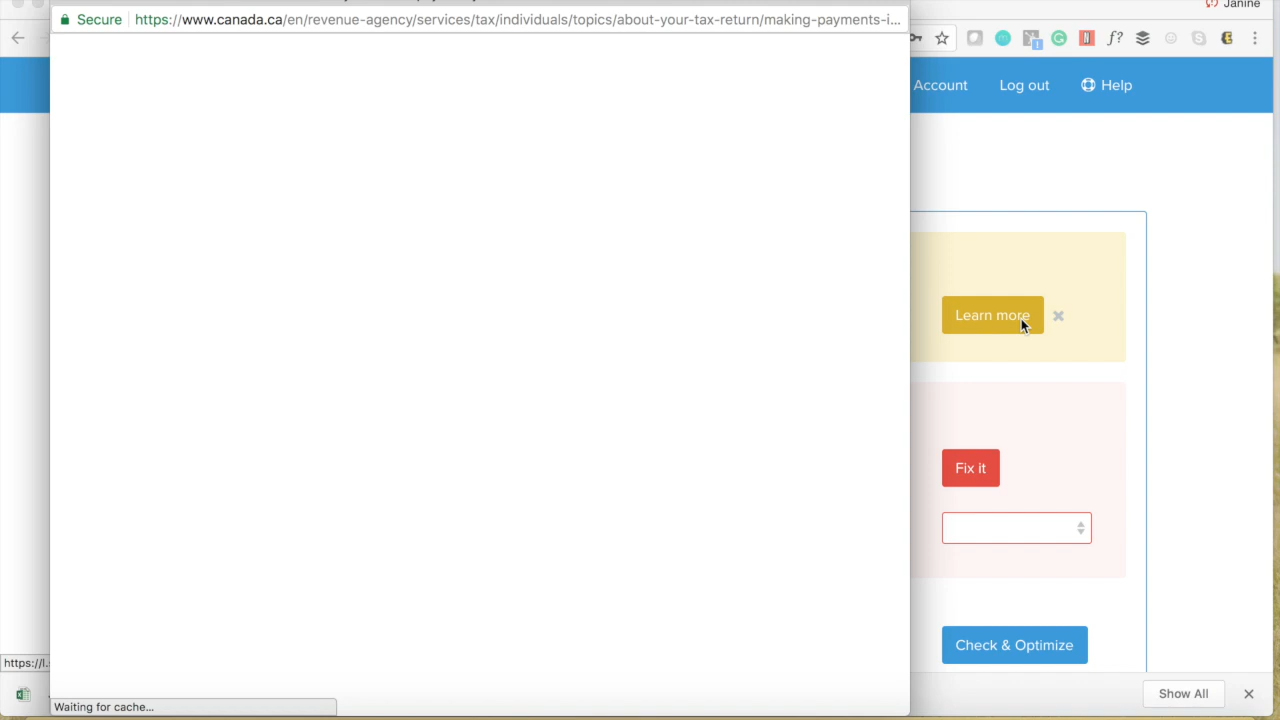 Janine
Secure https://www.canada.ca/en/revenue-agency/services/tax/individuals/topics/about-your-tax-return/making-payments-i...
f?
Account Log out Help
Learn more
Fix it
Check & Optimize
https://l.
Waiting for cache...
Show All